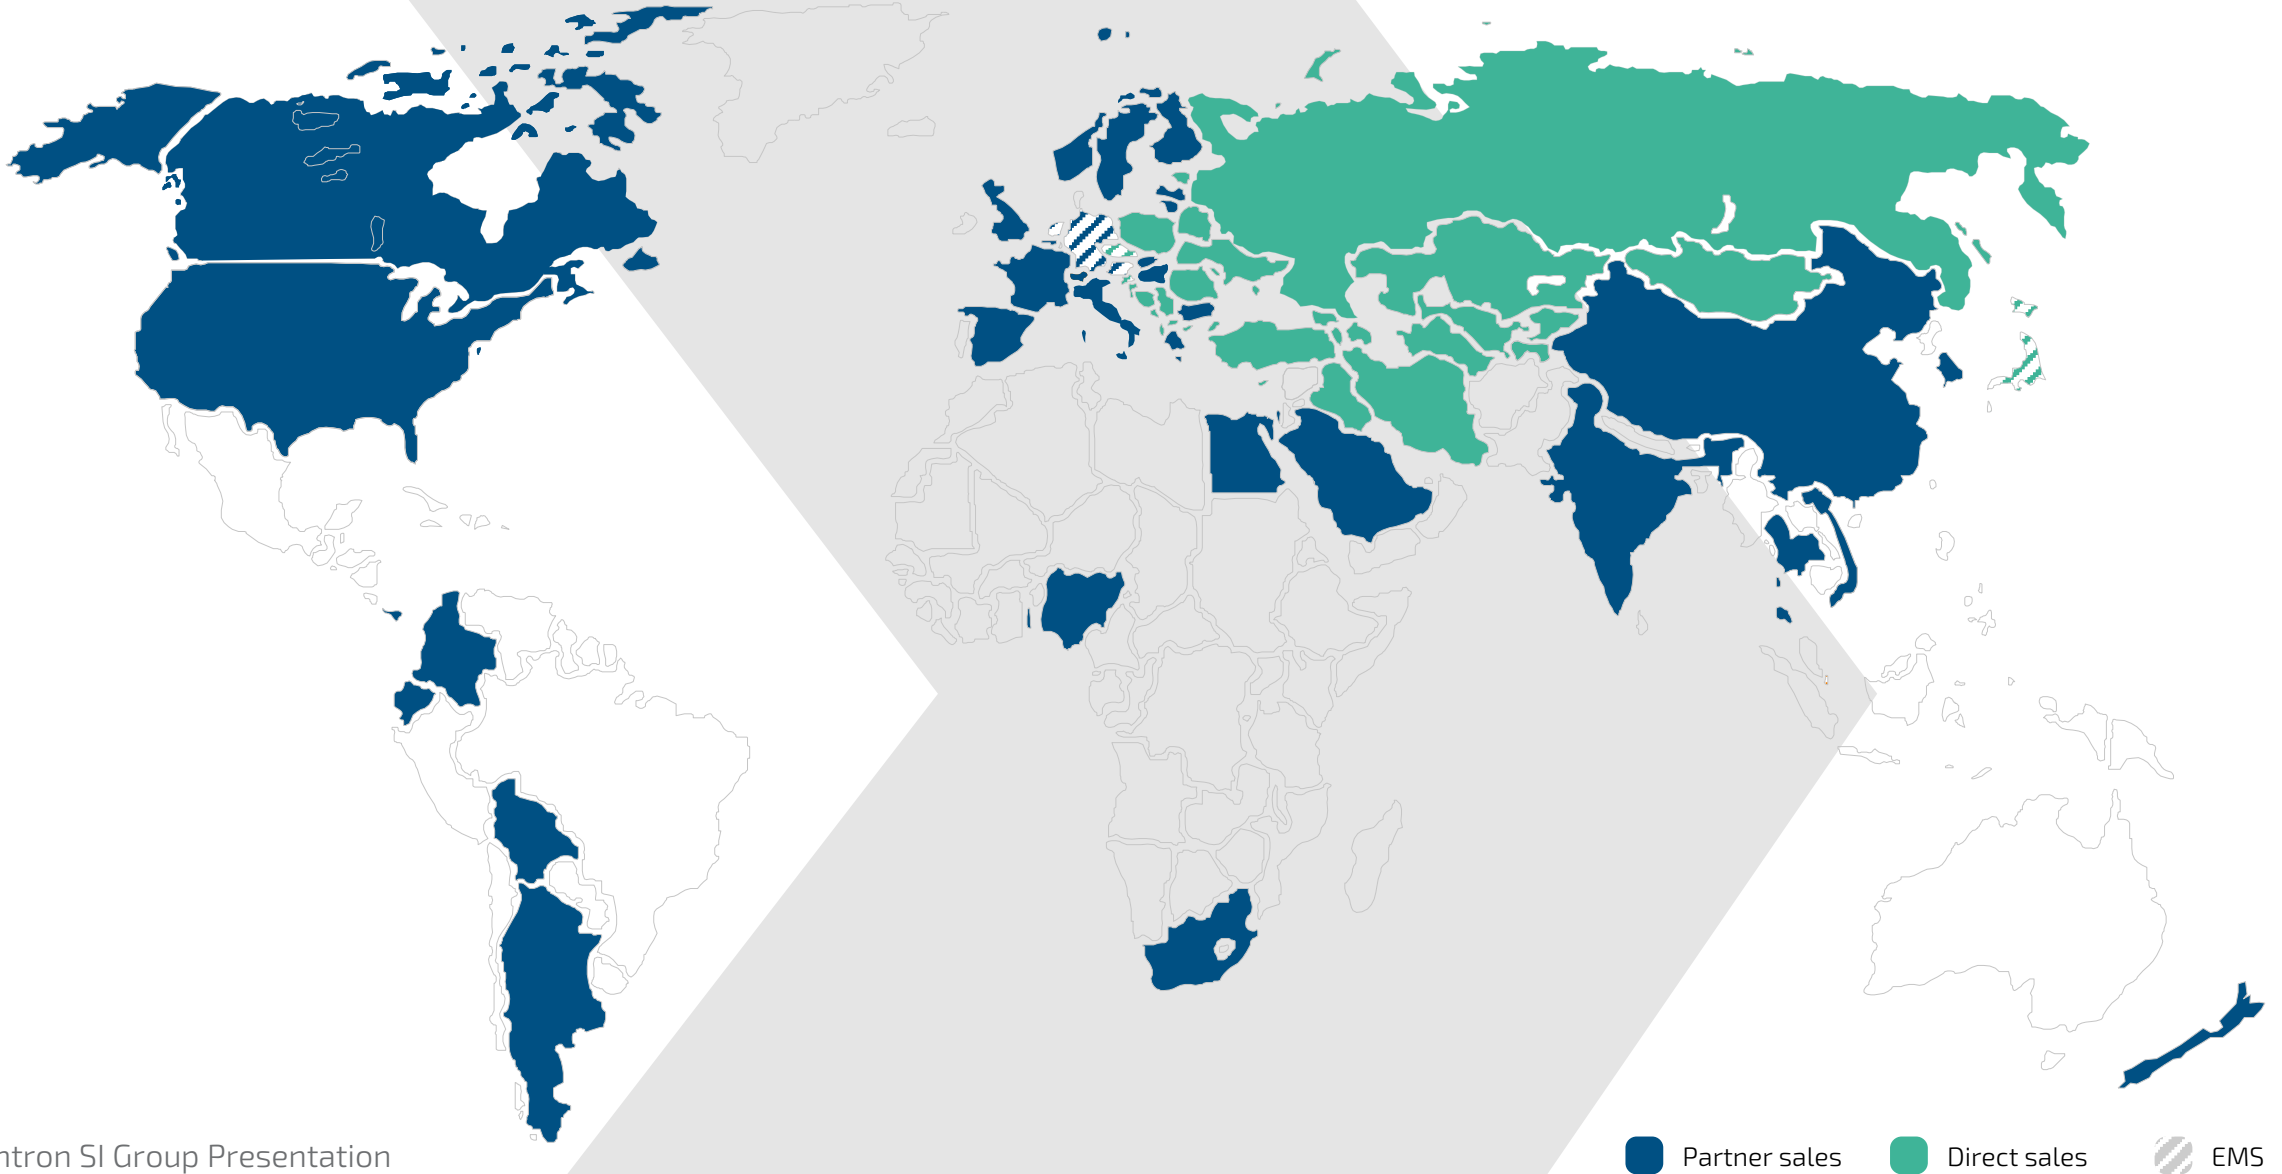 ntron SI Group Presentation
Partner sales
Direct sales
EMS